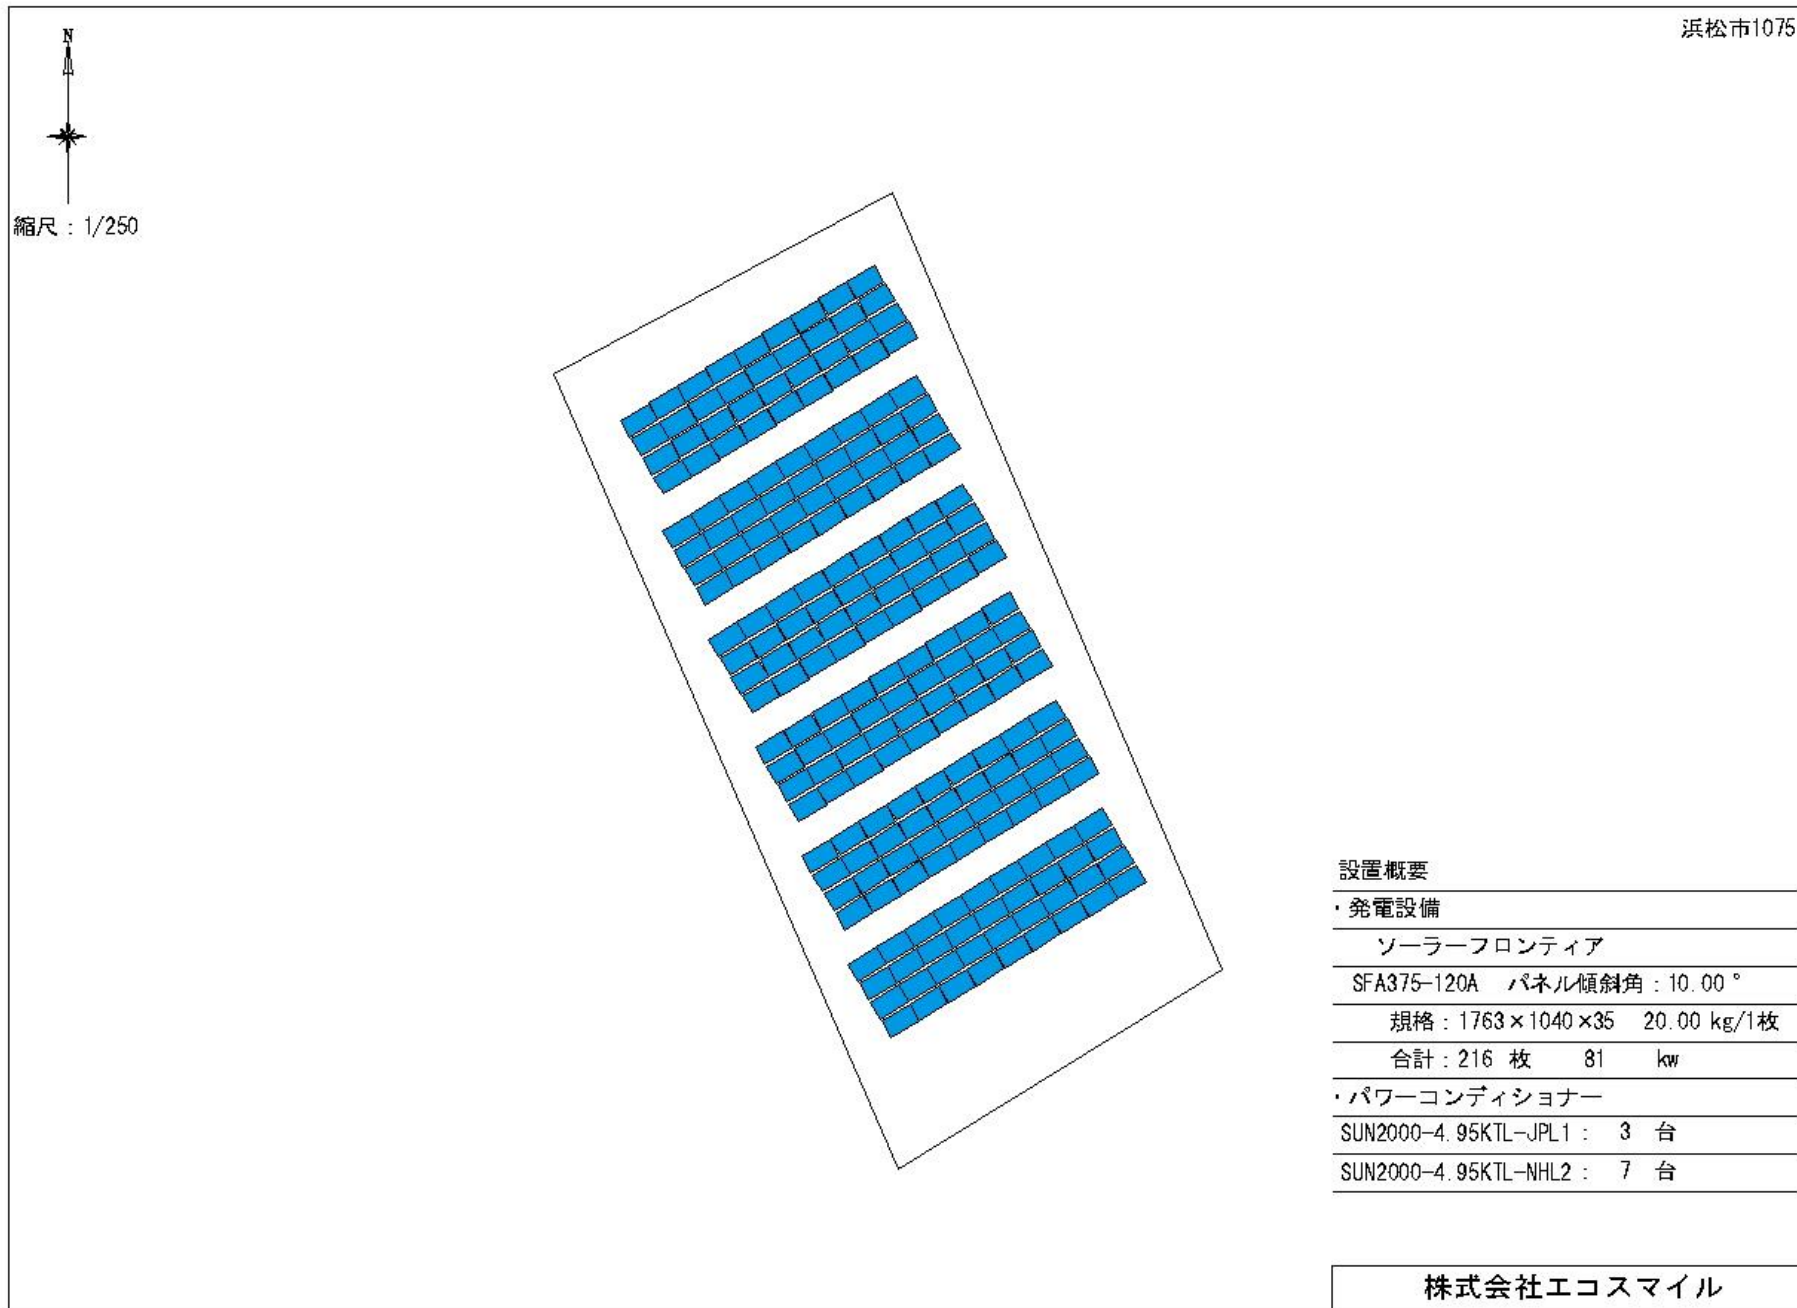 浜松市1075
N
縮尺：1/250
設置概要
・発電設備
ソーラーフロンティア
SFA375-120A パネル傾斜角：10.00°
規格：1763×1040×35 20.00 kg/1枚
合計：216 枚 81 kw
・パワーコンディショナー
SUN2000-4.95KTL-JPL1： 3 台
SUN2000-4.95KTL-NHL2： 7 台
株式会社エコスマイル